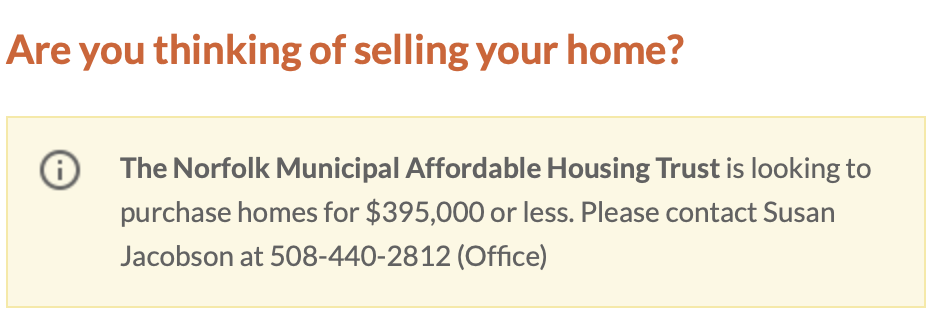 Are you thinking of selling your home?
The Norfolk Municipal Affordable Housing Trust is looking to
purchase homes for $395,000 or less. Please contact Susan
Jacobson at 508-440-2812 (Office)